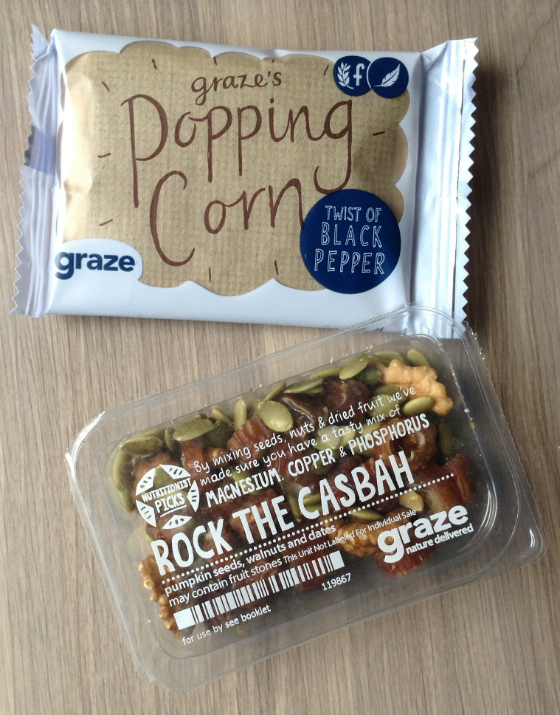 graze's
Popping
Corn
TWIST OF
BLACK
PEPPER
graze
By mixing seeds, nuts & dried fruit we've
made sure you have a tasty mix of
MAGNESIUM COPPER & PHOSPHORUS
NUTRITIONIST
PICKS
ROCK THE CASBAH
pumpkin seeds, walnuts and dates
may contain fruit stones This Unit Not Labeled For Individual Sale
graze
nature delivered
119867
for use by see booklet